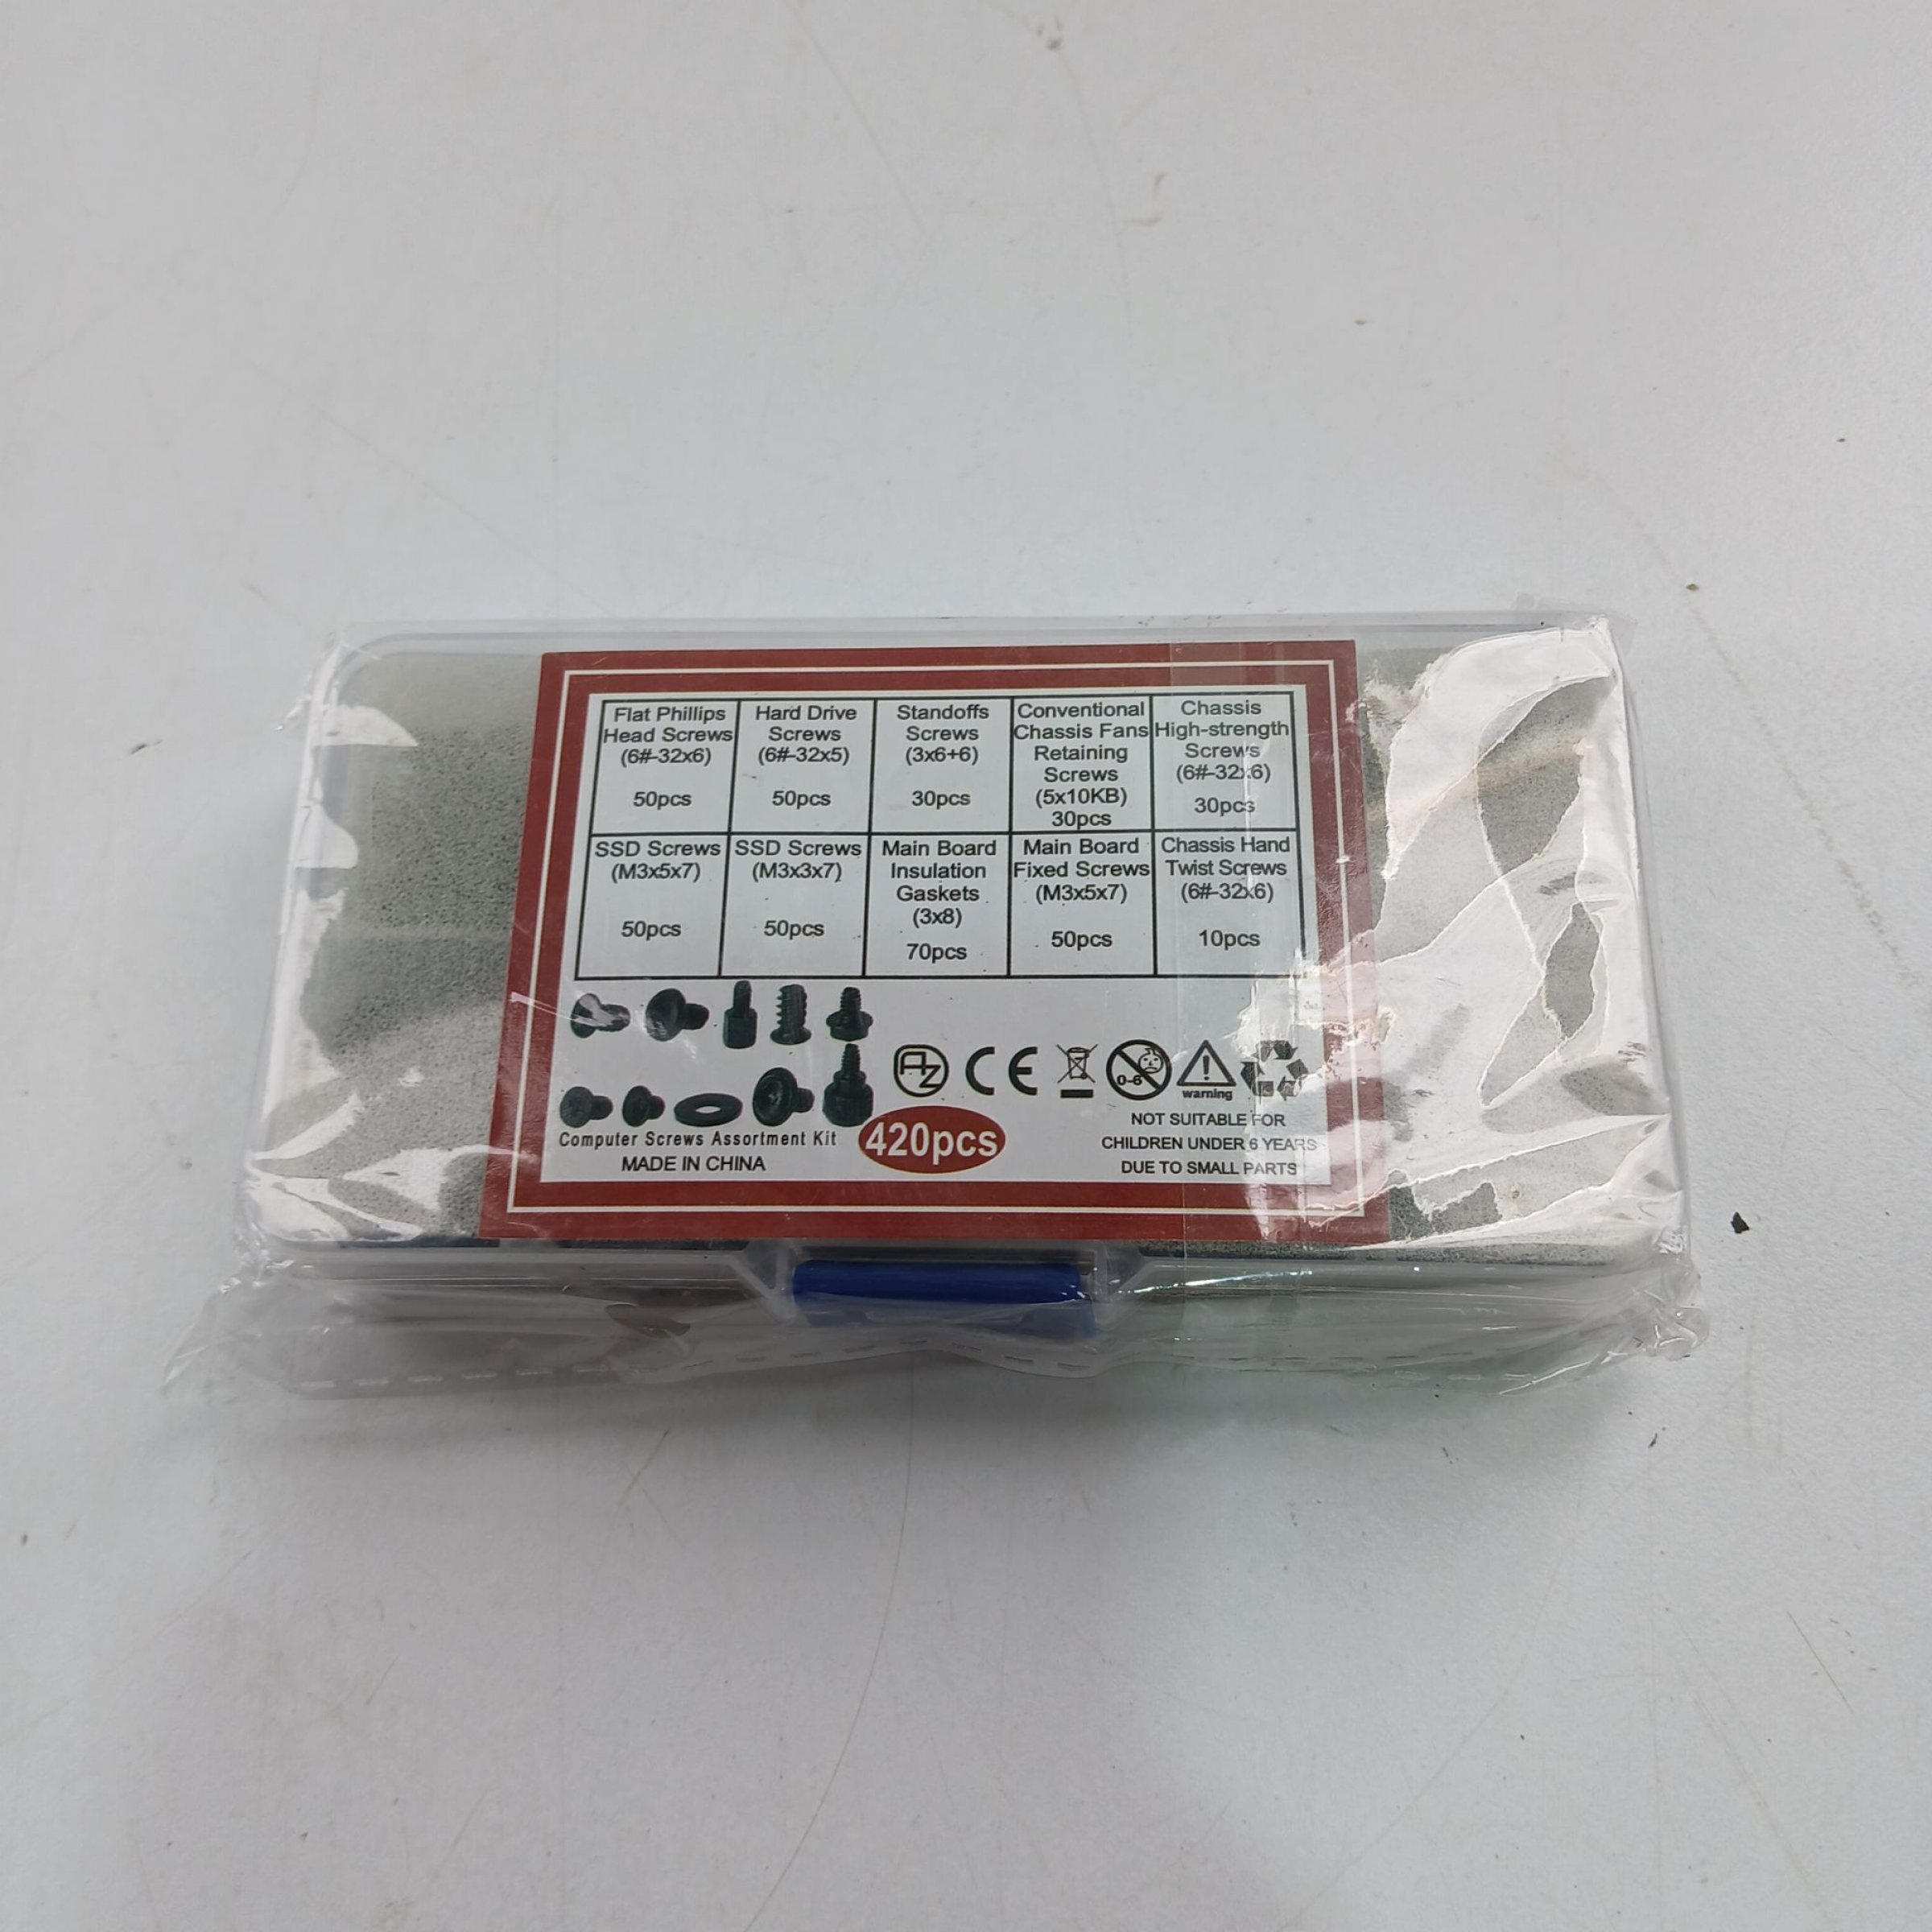 Flat Phillips
Head Screws
(6#-32x6)
50pcs
Hard Drive
Screws
(6#-32x5)
50pcs
Standoffs
Screws
(3x6+6)
30pcs
Conventional
Chassis Fans
Retaining
Screws
(5x10KB)
30pcs
Chassis
High-strength
Screws
(6#-32x6)
30pcs
SSD Screws
(M3x5x7)
50pcs
SSD Screws
(M3x3x7)
50pcs
Main Board
Insulation
Gaskets
(3x8)
70pcs
Main Board
Fixed Screws
(M3x5x7)
50pcs
Chassis Hand
Twist Screws
(6#-32x6)
10pcs
AZ
CE
0-6
warning
Computer Screws Assortment Kit
MADE IN CHINA
420pcs
NOT SUITABLE FOR
CHILDREN UNDER 6 YEARS
DUE TO SMALL PARTS